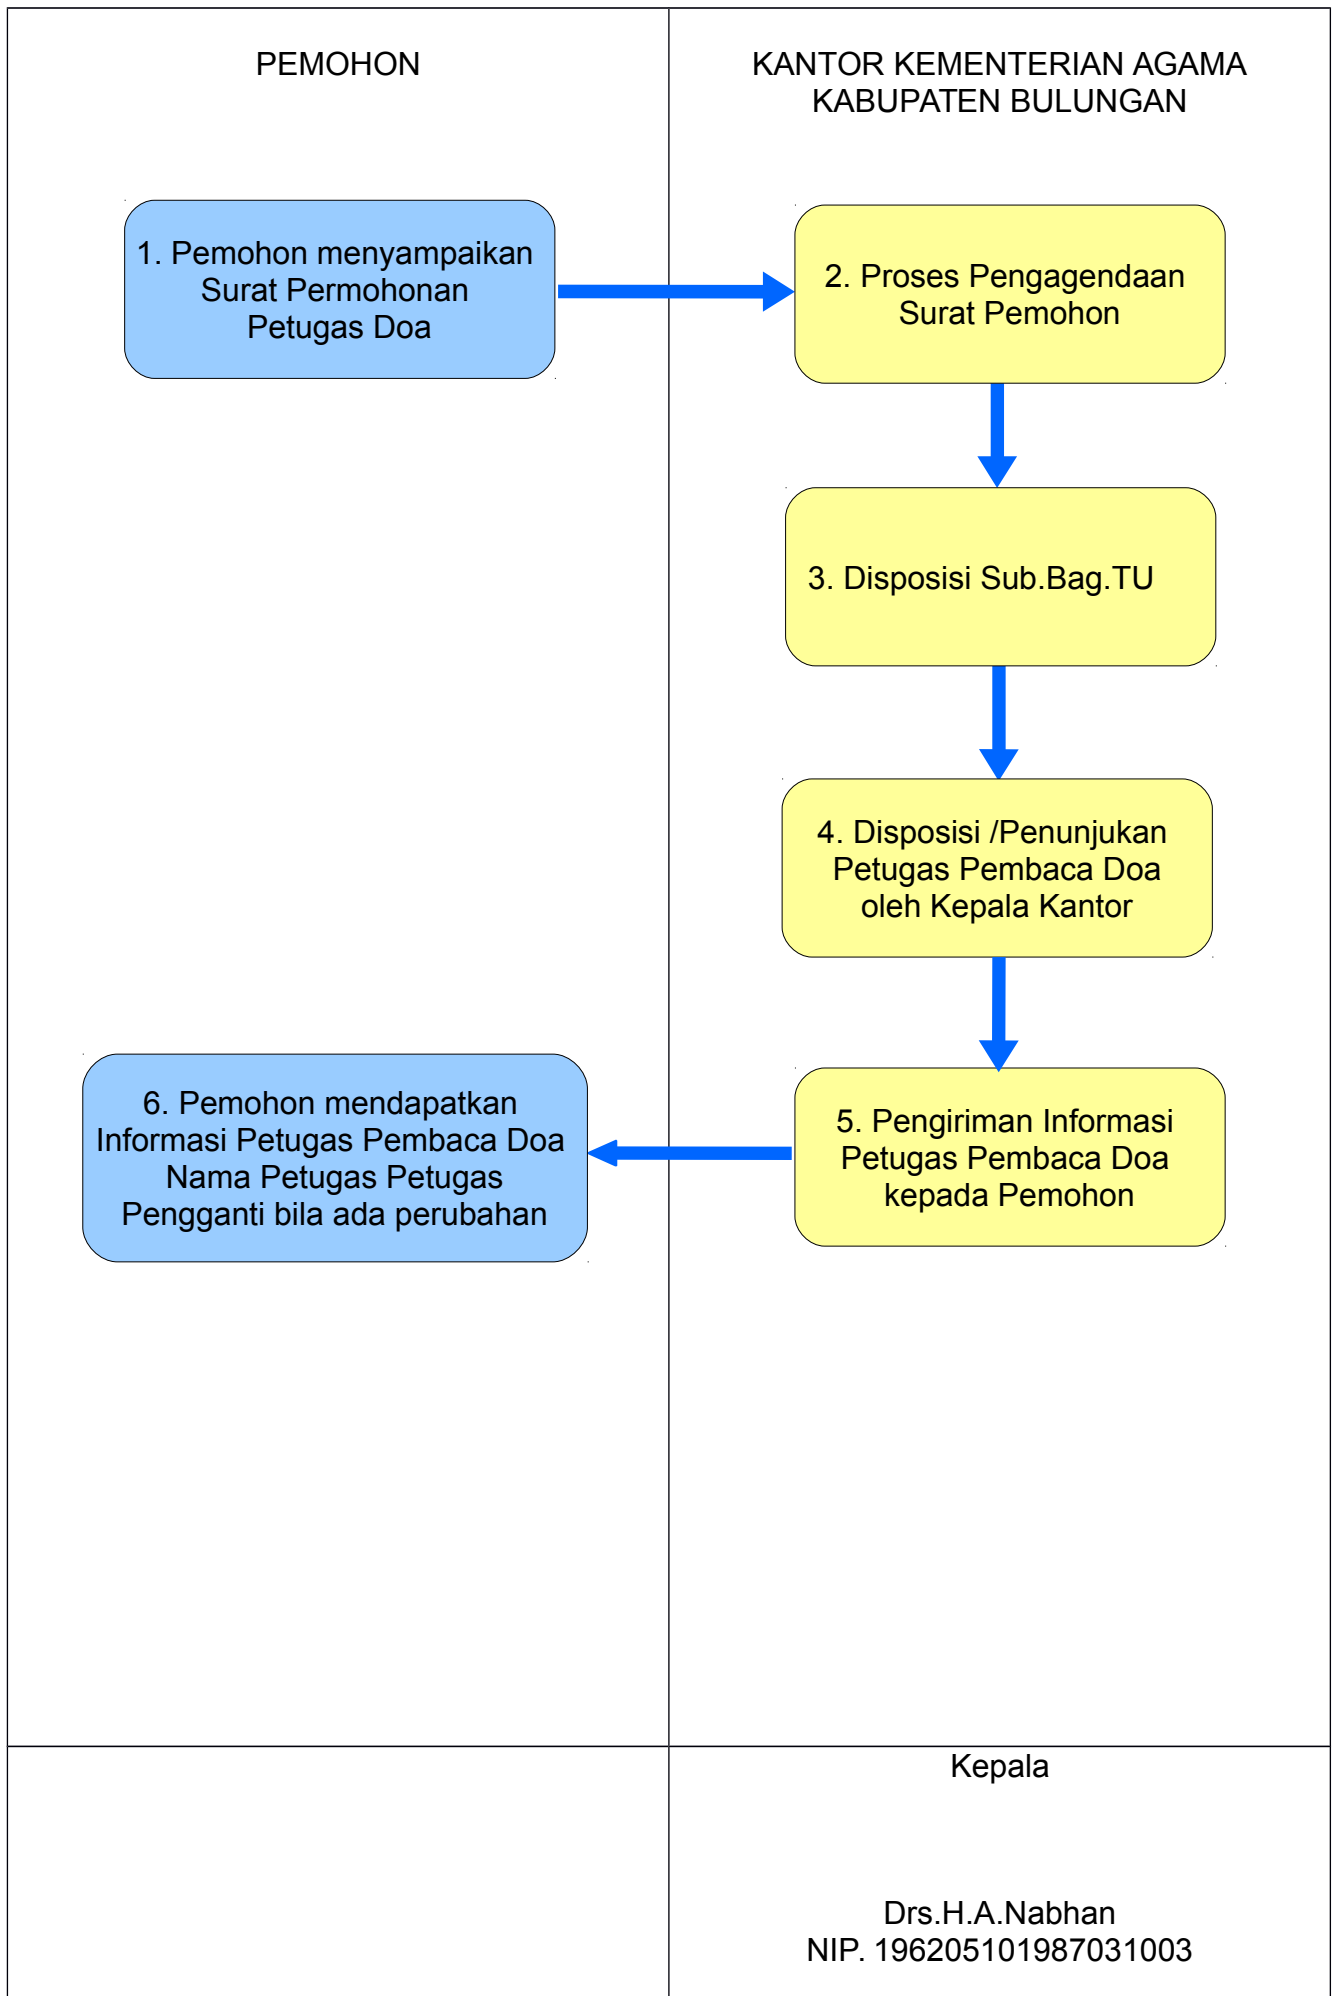 PEMOHON
KANTOR KEMENTERIAN AGAMA
KABUPATEN BULUNGAN
1. Pemohon menyampaikan
Surat Permohonan
Petugas Doa
2. Proses Pengagendaan
Surat Pemohon
3. Disposisi Sub.Bag.TU
4. Disposisi /Penunjukan
Petugas Pembaca Doa
oleh Kepala Kantor
5. Pengiriman Informasi
Petugas Pembaca Doa
kepada Pemohon
6. Pemohon mendapatkan
Informasi Petugas Pembaca Doa
Nama Petugas Petugas
Pengganti bila ada perubahan
Kepala
Drs.H.A.Nabhan
NIP. 196205101987031003